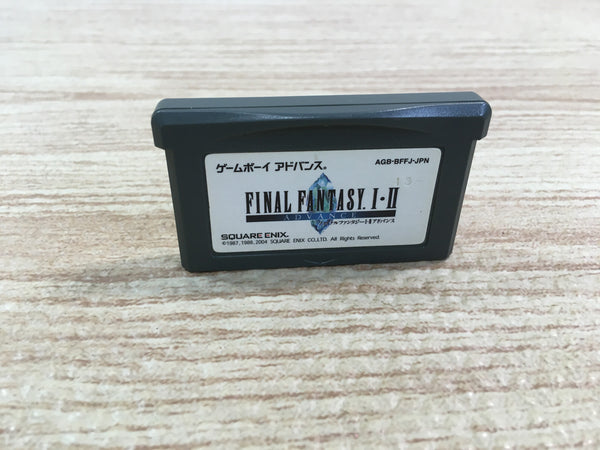 ゲームボーイ アドバンス®
AGB-BFFJ-JPN
13
FINAL FANTASY. I・II
ADVANCE
ファイナルファンタジーI・IIアドバンス
SQUARE ENIX.
©1987, 1988, 2004 SQUARE ENIX CO.,LTD. All Rights Reserved.